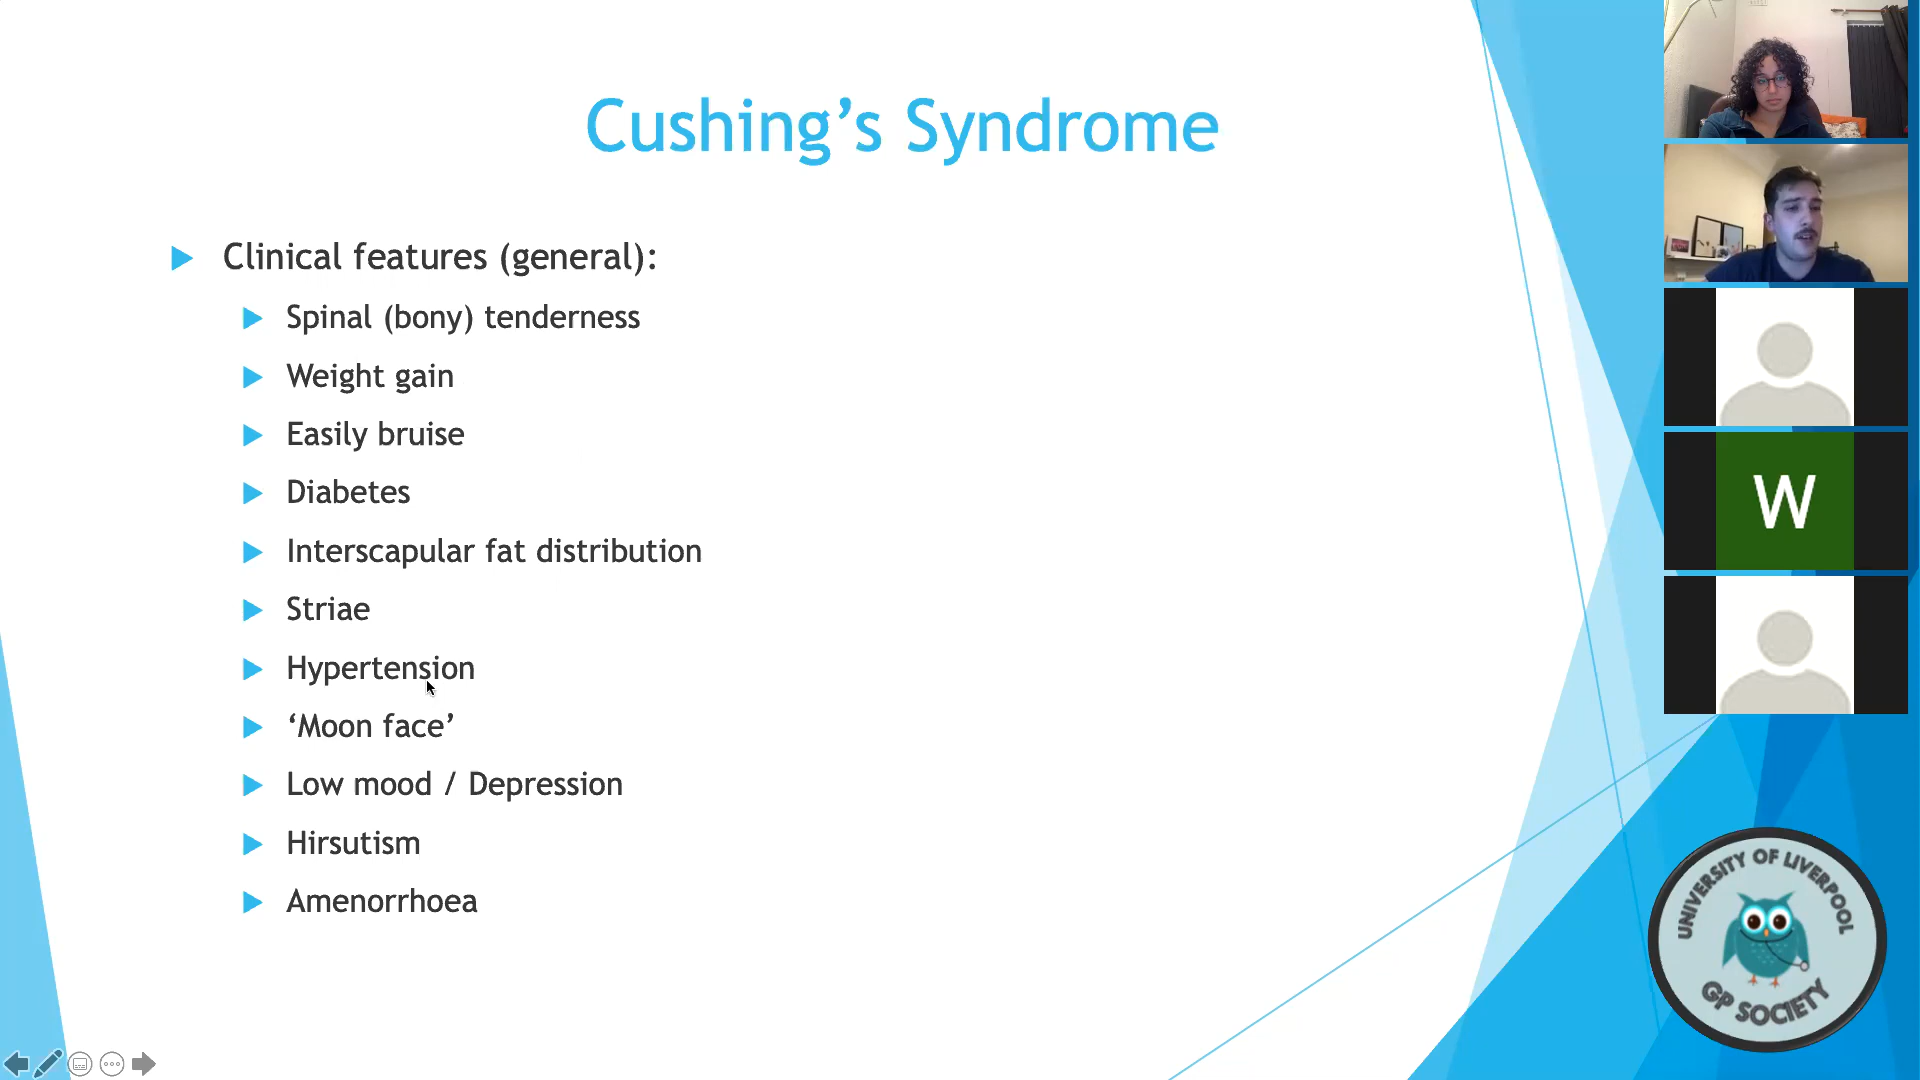 Cushing’s Syndrome
Clinical features (general):
Spinal (bony) tenderness
Weight gain
Easily bruise
Diabetes
Interscapular fat distribution
Striae
Hypertension
‘Moon face’
Low mood / Depression
Hirsutism
Amenorrhoea
W
UNIVERSITY OF LIVERPOOL
GP SOCIETY